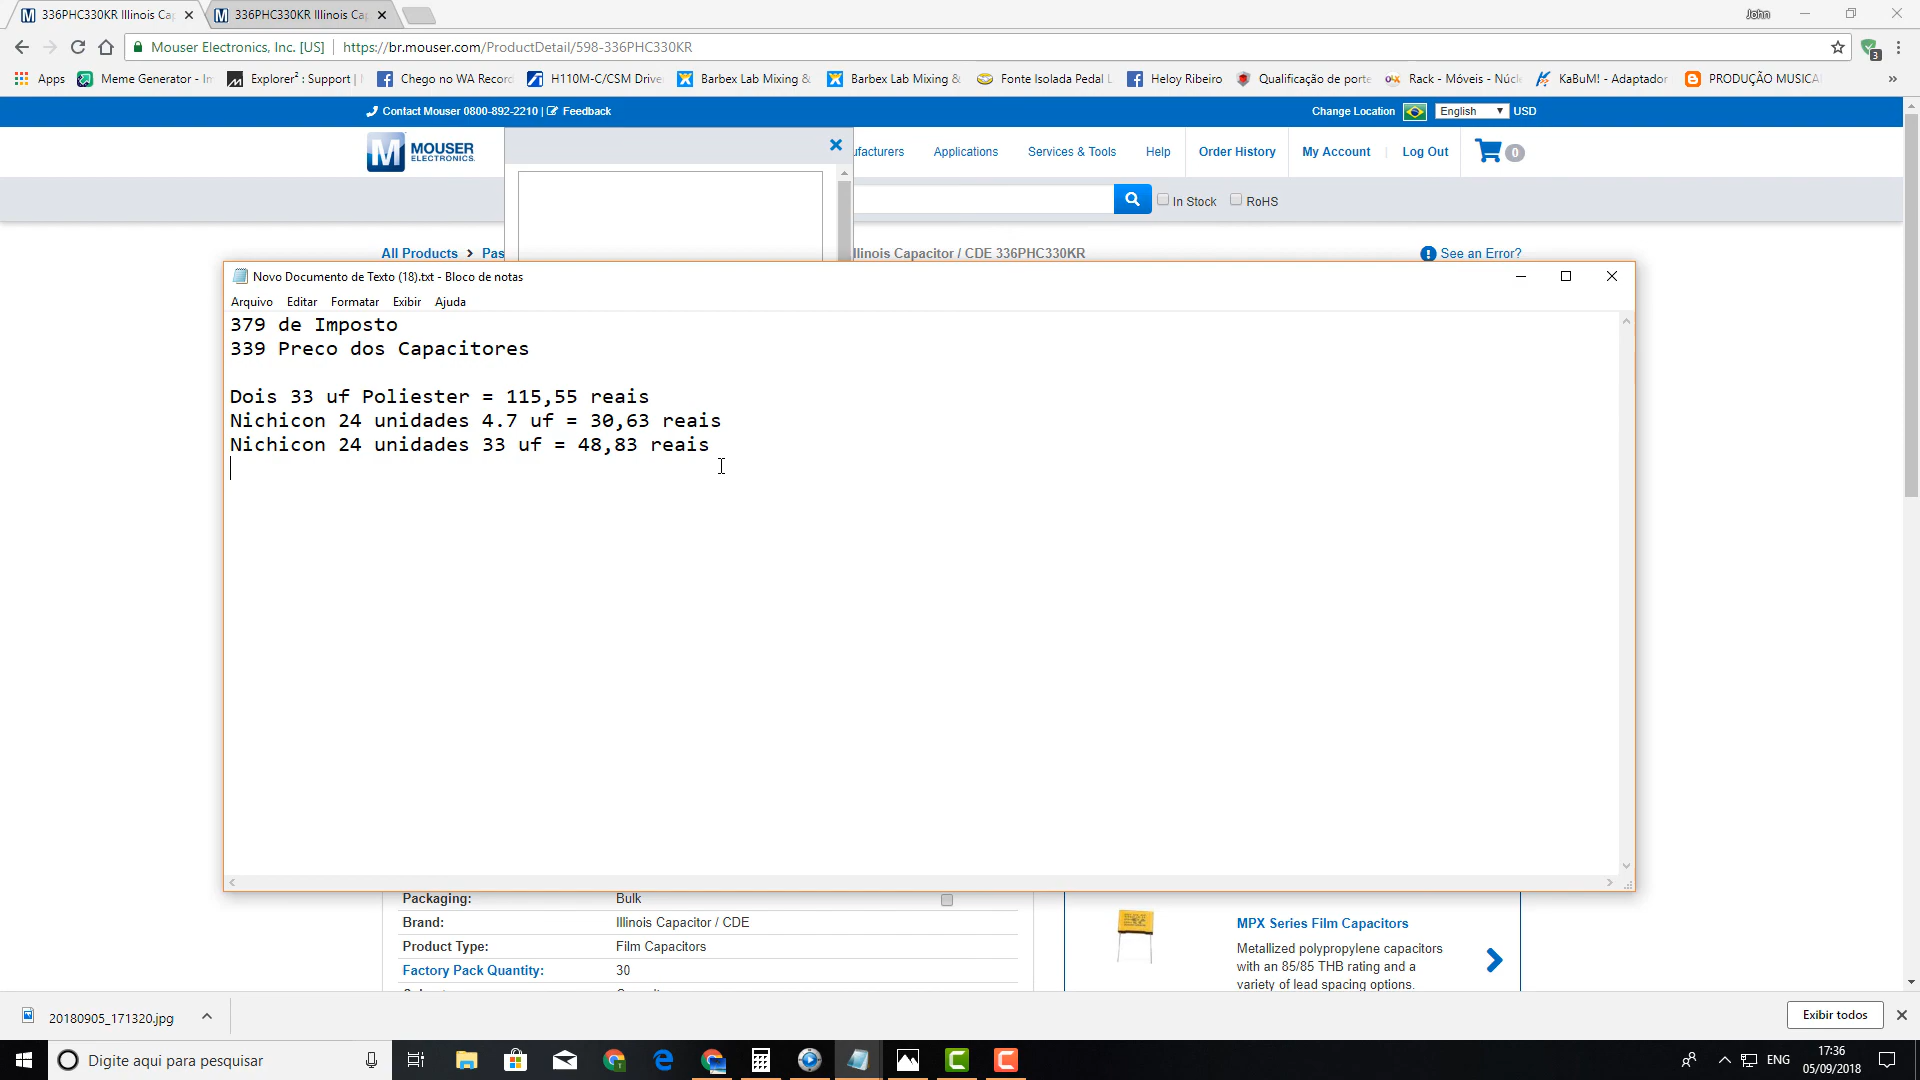 336PHC330KR Illinois Ca
336PHC330KR Illinois Ca
John
Mouser Electronics, Inc. [US]
https://br.mouser.com/ProductDetail/598-336PHC330KR
3
Apps
Meme Generator - Im
Explorer² : Support |
Chego no WA Record
H110M-C/CSM Drive
Barbex Lab Mixing &
Barbex Lab Mixing &
Fonte Isolada Pedal
Heloy Ribeiro
Qualificação de porte
Rack - Móveis - Núcl
KaBuM! - Adaptador
PRODUÇÃO MUSICA
»
Contact Mouser 0800-892-2210 |
Feedback
Change Location
English
USD
M MOUSER
ELECTRONICS.
ufacturers
Applications
Services & Tools
Help
Order History
My Account
Log Out
0
In Stock
RoHS
All Products > Pas
llinois Capacitor / CDE 336PHC330KR
See an Error?
Novo Documento de Texto (18).txt - Bloco de notas
Arquivo Editar Formatar Exibir Ajuda
379 de Imposto
339 Preco dos Capacitores
Dois 33 uf Poliester = 115,55 reais
Nichicon 24 unidades 4.7 uf = 30,63 reais
Nichicon 24 unidades 33 uf = 48,83 reais
Packaging: Bulk
Brand: Illinois Capacitor / CDE
Product Type: Film Capacitors
Factory Pack Quantity: 30
MPX Series Film Capacitors
Metallized polypropylene capacitors
with an 85/85 THB rating and a
variety of lead spacing options.
20180905_171320.jpg
Exibir todos
Digite aqui para pesquisar
ENG
17:36
05/09/2018